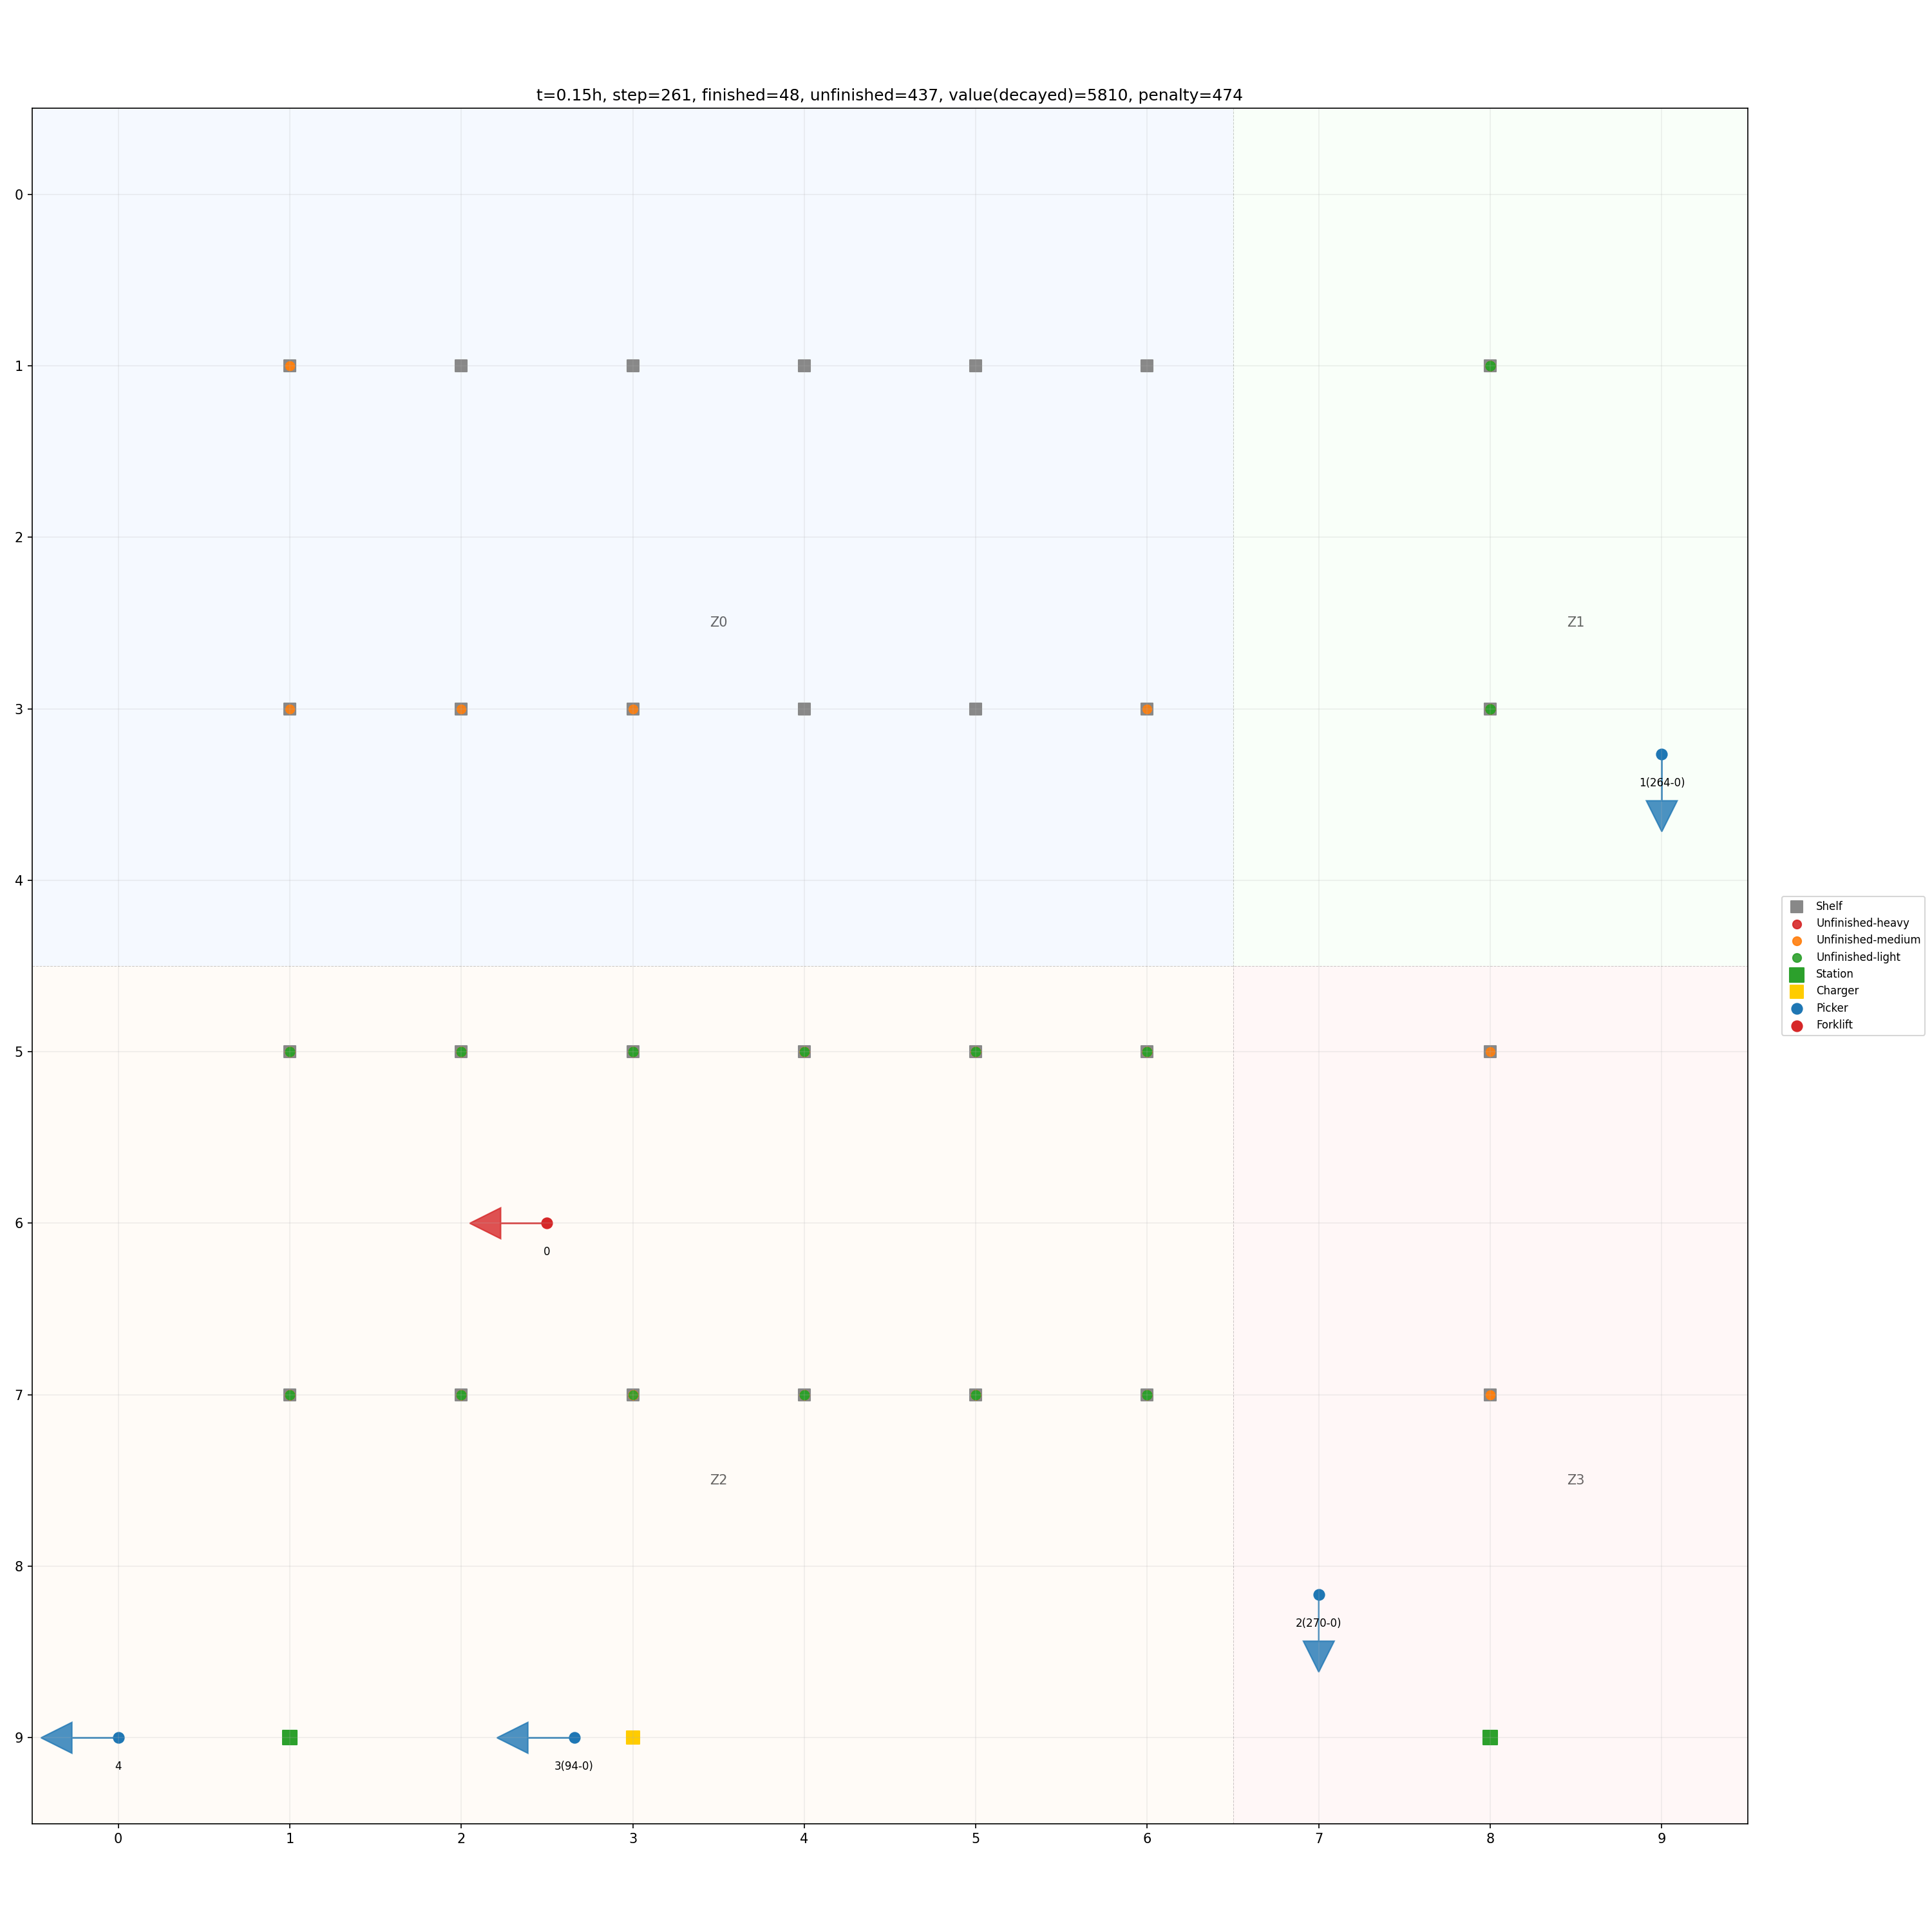 t=0.15h, step=261, finished=48, unfinished=437, value(decayed)=5810, penalty=474
0
1
2
Z0
Z1
3
1(264-0)
4
Shelf
Unfinished-heavy
Unfinished-medium
Unfinished-light
Station
Charger
Picker
Forklift
5
6
0
7
Z2
Z3
8
2(270-0)
9
4
3(94-0)
0 1 2 3 4 5 6 7 8 9